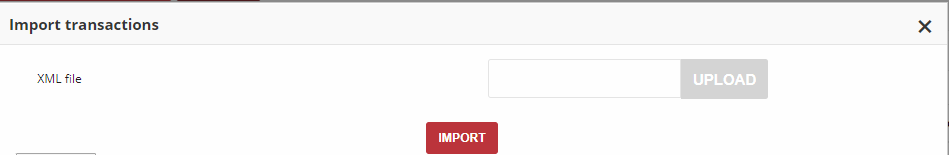 Import transactions
XML file
UPLOAD
IMPORT